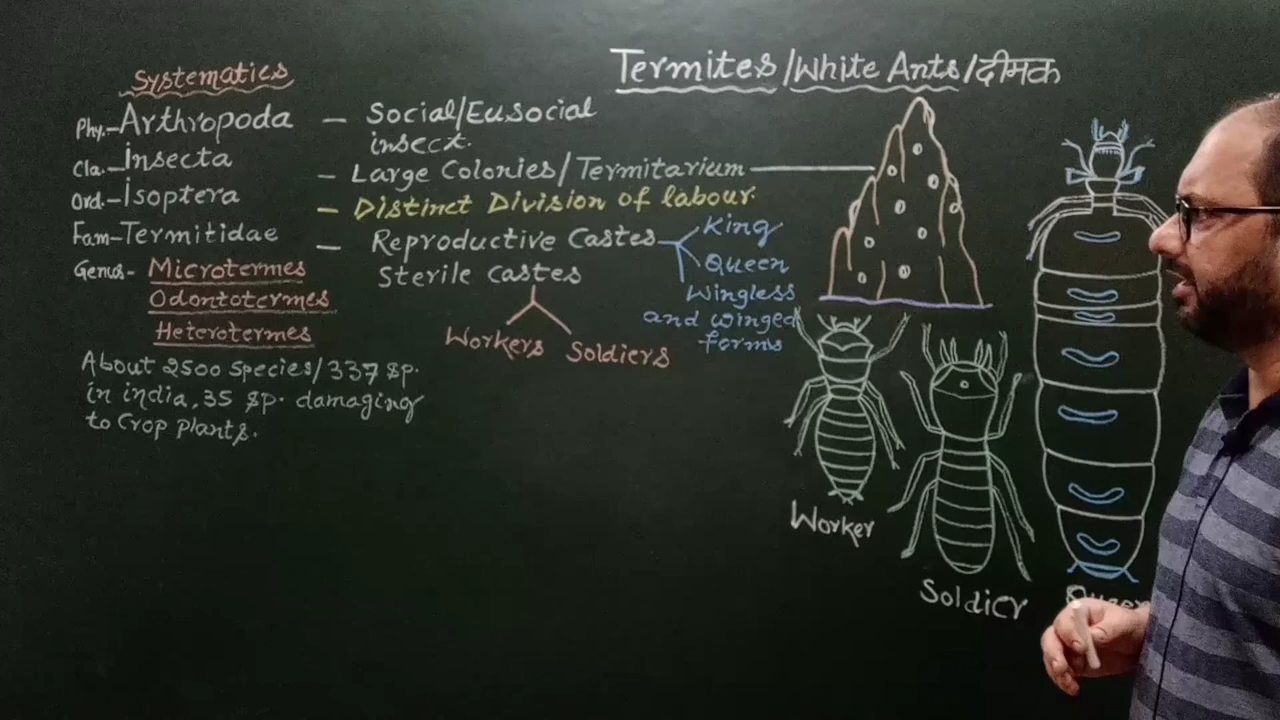 Termites/White Ants/दीमक
Systematics
Phy.-Arthropoda
Cla.-Insecta
Ord.-Isoptera
Fam-Termitidae
Genus- Microtermes
Odontotermes
Heterotermes
About 2500 species/337 sp.
in india, 35 sp. damaging
to crop plants.
- Social/Eusocial
insect.
- Large Colonies/Termitarium
- Distinct Division of labour.
- Reproductive Castes
King
Queen
Wingless
and winged
forms
Sterile castes
Workers Soldiers
Worker
Soldier
Queen